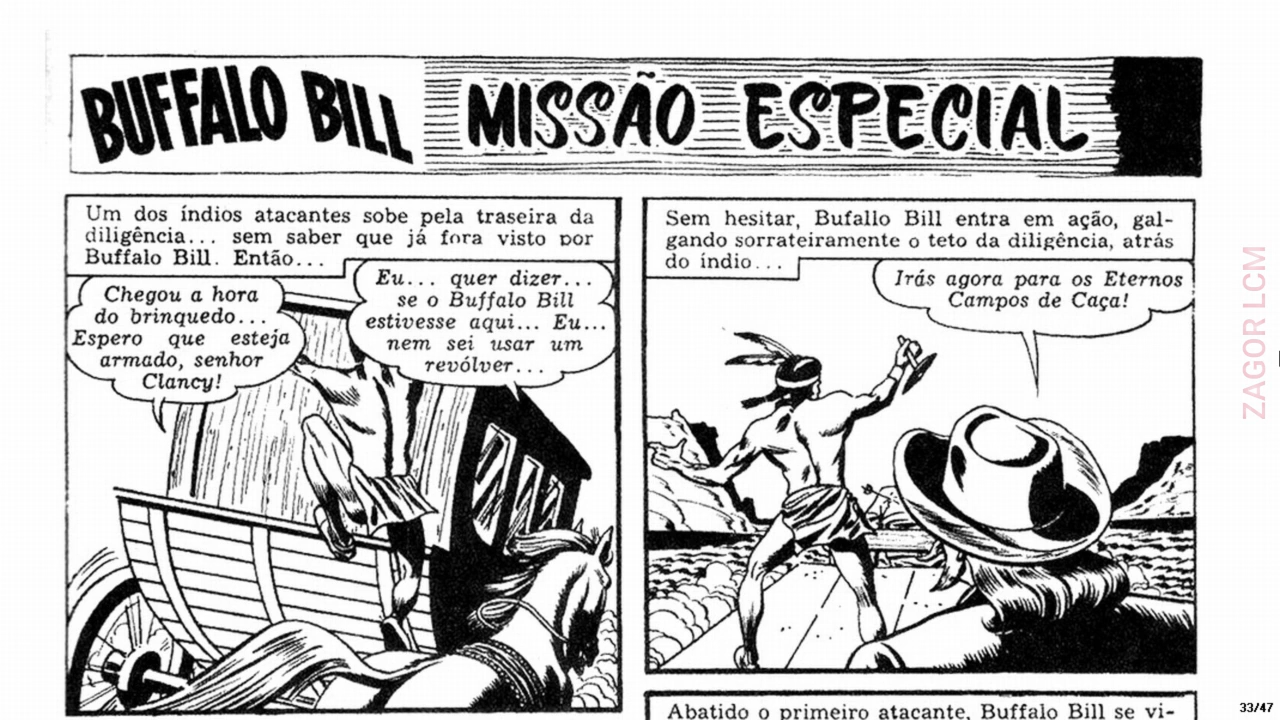 BUFFALO BILL MISSÃO ESPECIAL
Um dos índios atacantes sobe pela traseira da
diligência... sem saber que já fora visto por
Buffalo Bill. Então...
Chegou a hora
do brinquedo...
Espero que esteja
armado, senhor
Clancy!
Eu... quer dizer...
se o Buffalo Bill
estivesse aqui... Eu...
nem sei usar um
revólver...
Sem hesitar, Bufallo Bill entra em ação, gal-
gando sorrateiramente o teto da diligência, atrás
do índio...
Irás agora para os Eternos
Campos de Caça!
Abatido o primeiro atacante, Buffalo Bill se vi-
ZAGOR LCM
33/47